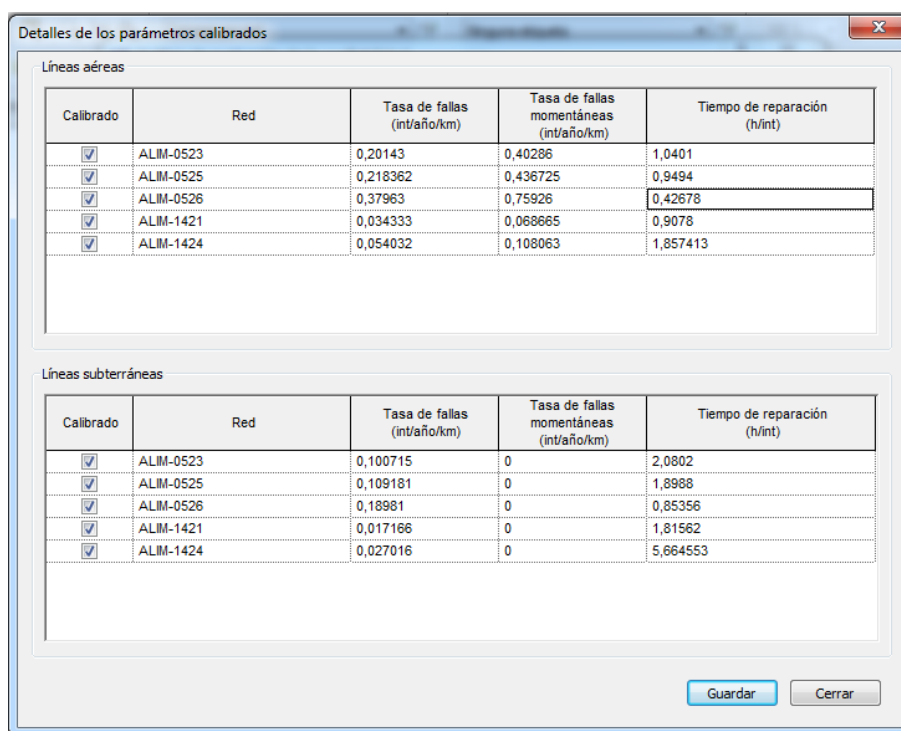 Detalles de los parámetros calibrados
Líneas aéreas
Calibrado Red Tasa de fallas (int/año/km) Tasa de fallas momentáneas (int/año/km) Tiempo de reparación (h/int)
ALIM-0523 0,20143 0,40286 1,0401
ALIM-0525 0,218362 0,436725 0,9494
ALIM-0526 0,37963 0,75926 0,42678
ALIM-1421 0,034333 0,068665 0,9078
ALIM-1424 0,054032 0,108063 1,857413
Líneas subterráneas
Calibrado Red Tasa de fallas (int/año/km) Tasa de fallas momentáneas (int/año/km) Tiempo de reparación (h/int)
ALIM-0523 0,100715 0 2,0802
ALIM-0525 0,109181 0 1,8988
ALIM-0526 0,18981 0 0,85356
ALIM-1421 0,017166 0 1,81562
ALIM-1424 0,027016 0 5,664553
Guardar Cerrar